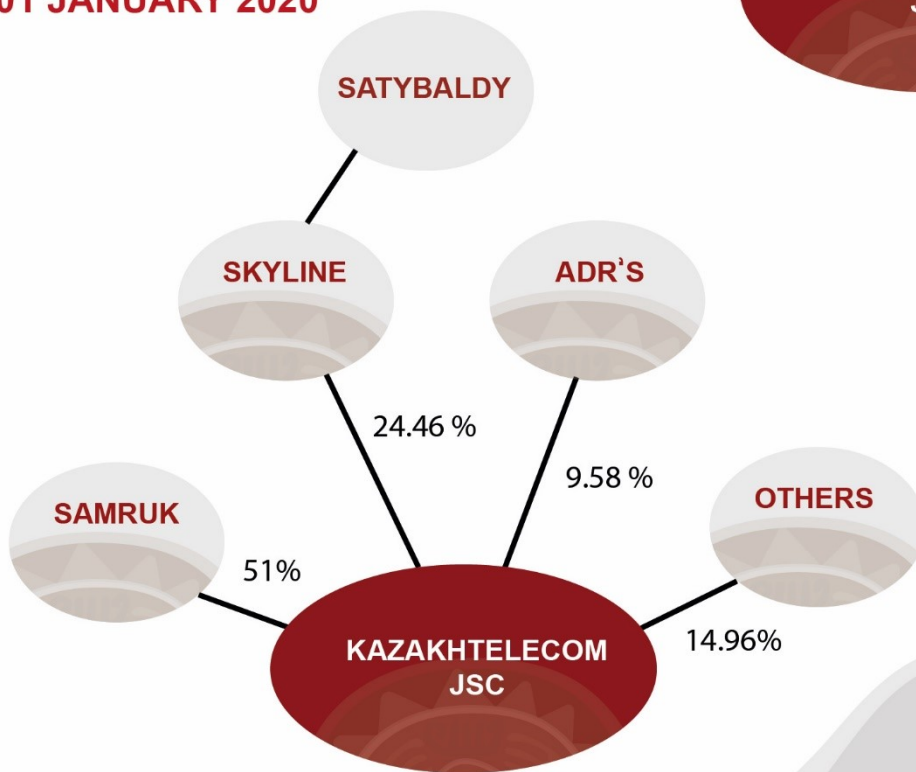 01 JANUARY 2020
SATYBALDY
SKYLINE
ADR'S
24.46 %
9.58 %
SAMRUK
OTHERS
51%
14.96%
KAZAKHTELECOM
JSC